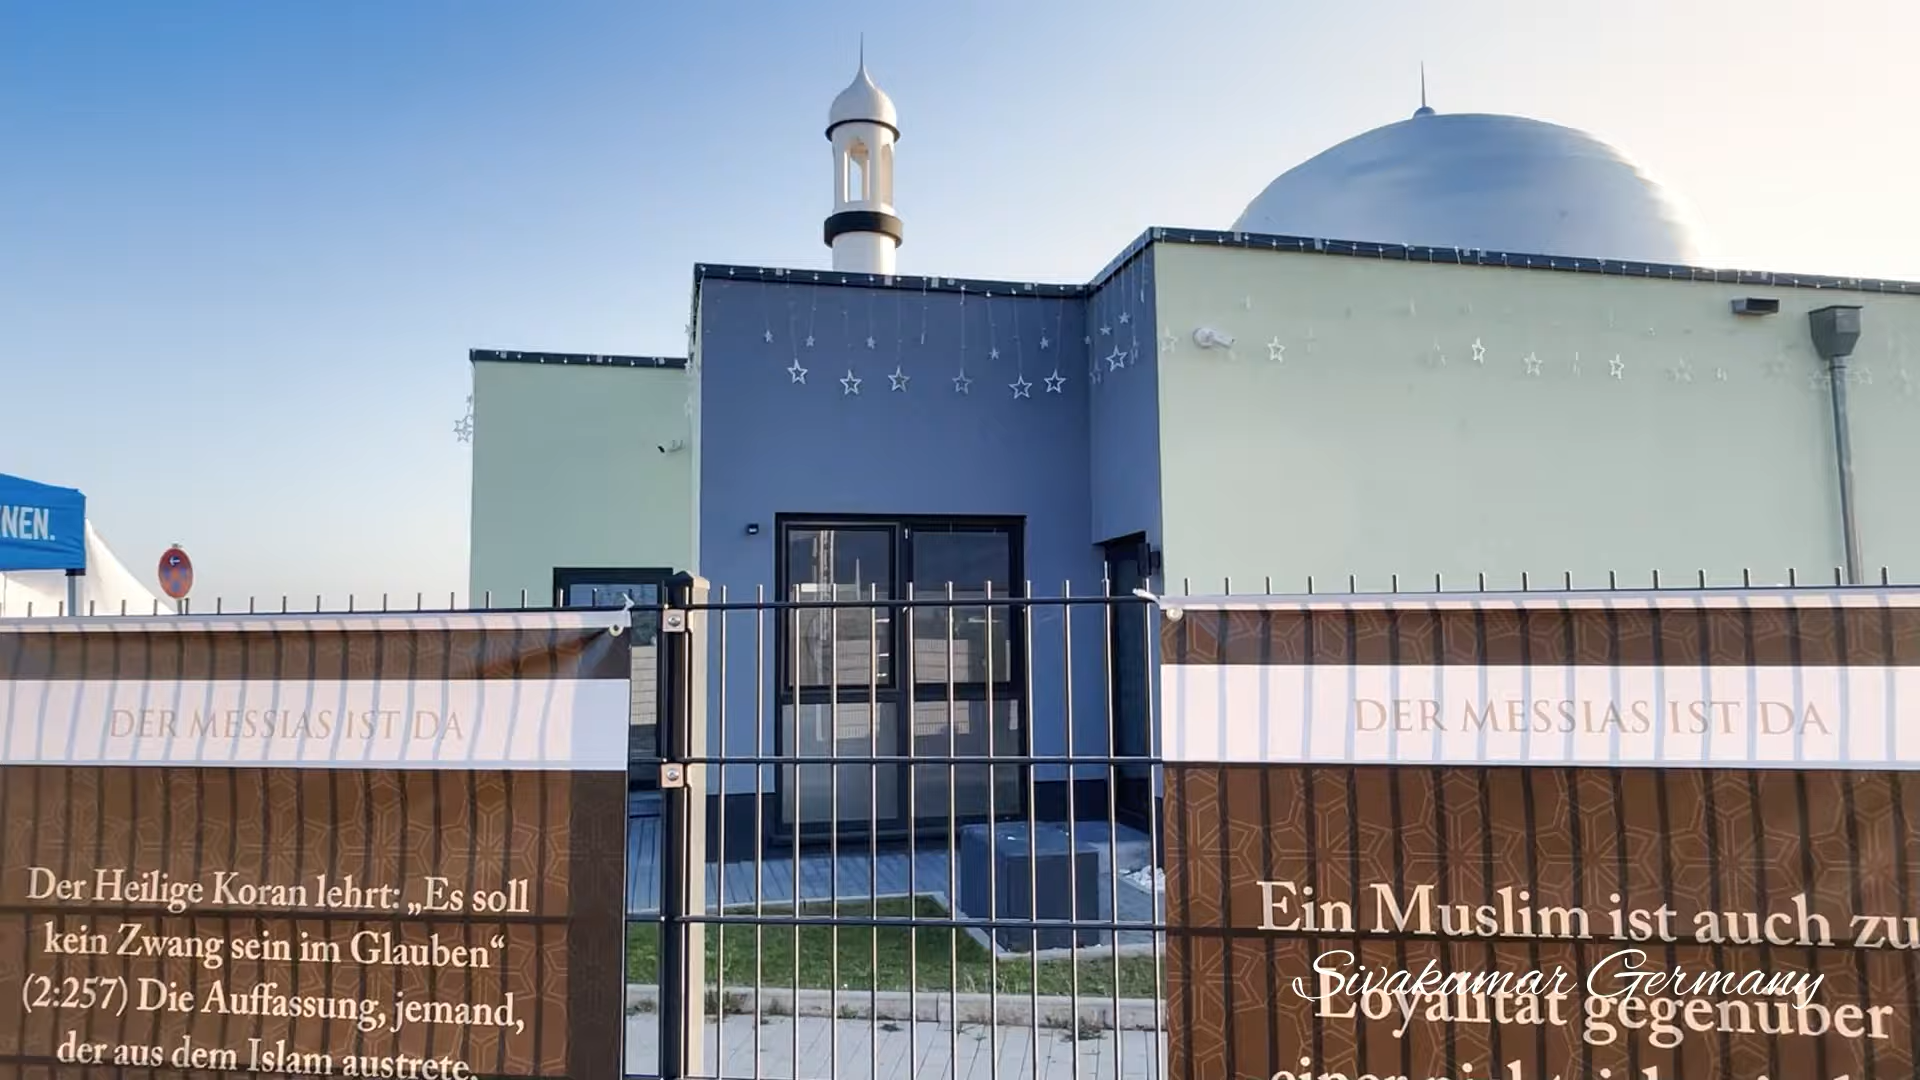 NEN.
DER MESSIAS IST DA
Der Heilige Koran lehrt: „Es soll
kein Zwang sein im Glauben“
(2:257) Die Auffassung, jemand,
der aus dem Islam austrete,
DER MESSIAS IST DA
Ein Muslim ist auch zu
Loyalität gegenüber
Sivakumar Germany